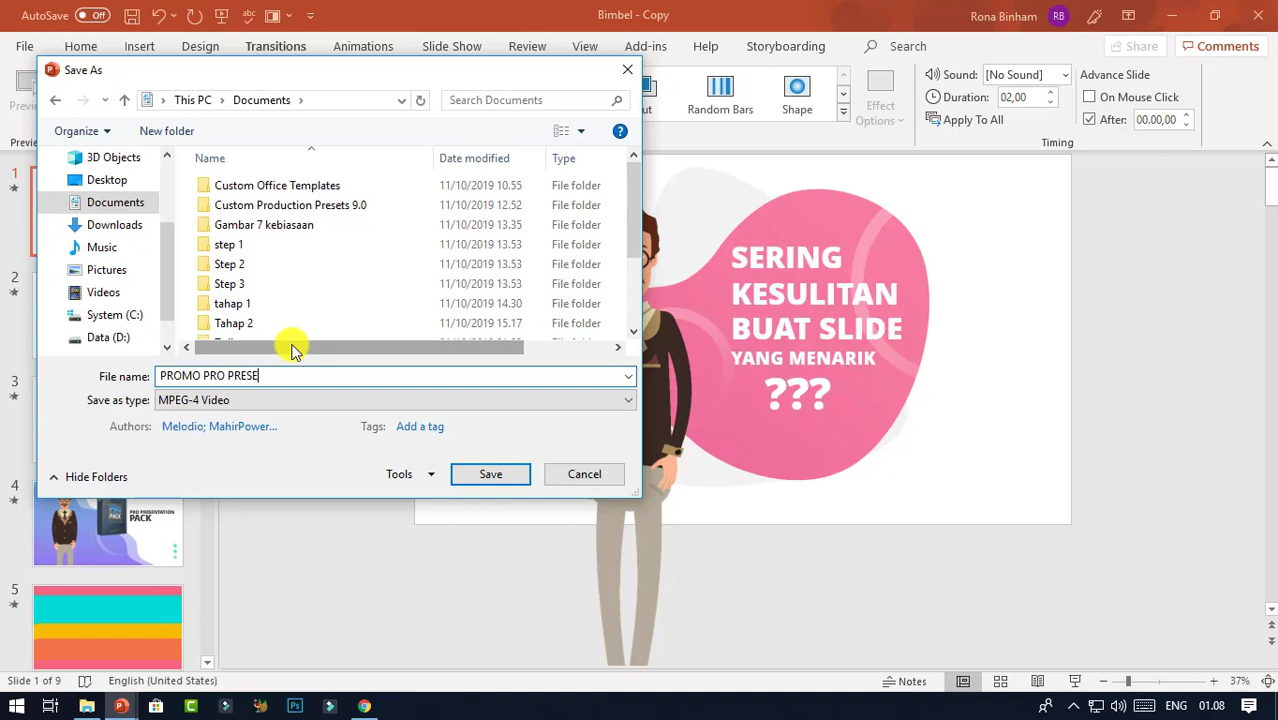 AutoSave Off
Bimbel - Copy
Rona Binham RB
File Home Insert Design Transitions Animations Slide Show Review View Add-ins Help Storyboarding Search Share Comments
Random Bars
Shape
Effect
Options
Sound: [No Sound]
Duration: 02,00
Apply To All
Advance Slide
On Mouse Click
After: 00.00,00
Timing
Save As
This PC Documents
Search Documents
Organize New folder
3D Objects
Desktop
Documents
Downloads
Music
Pictures
Videos
System (C:)
Data (D:)
Name Date modified Type
Custom Office Templates 11/10/2019 10.55 File folder
Custom Production Presets 9.0 11/10/2019 12.52 File folder
Gambar 7 kebiasaan 11/10/2019 13.35 File folder
step 1 11/10/2019 13.53 File folder
Step 2 11/10/2019 13.53 File folder
Step 3 11/10/2019 13.53 File folder
tahap 1 11/10/2019 14.30 File folder
Tahap 2 11/10/2019 15.17 File folder
File name: PROMO PRO PRESE
Save as type: MPEG-4 Video
Authors: Melodio; MahirPower...
Tags: Add a tag
Hide Folders
Tools Save Cancel
1
2
3
4
5
PRO
PACK
PRO PRESENTATION
PACK
SERING
KESULITAN
BUAT SLIDE
YANG MENARIK
???
Slide 1 of 9 English (United States) Notes 37%
Ps ENG 01.08